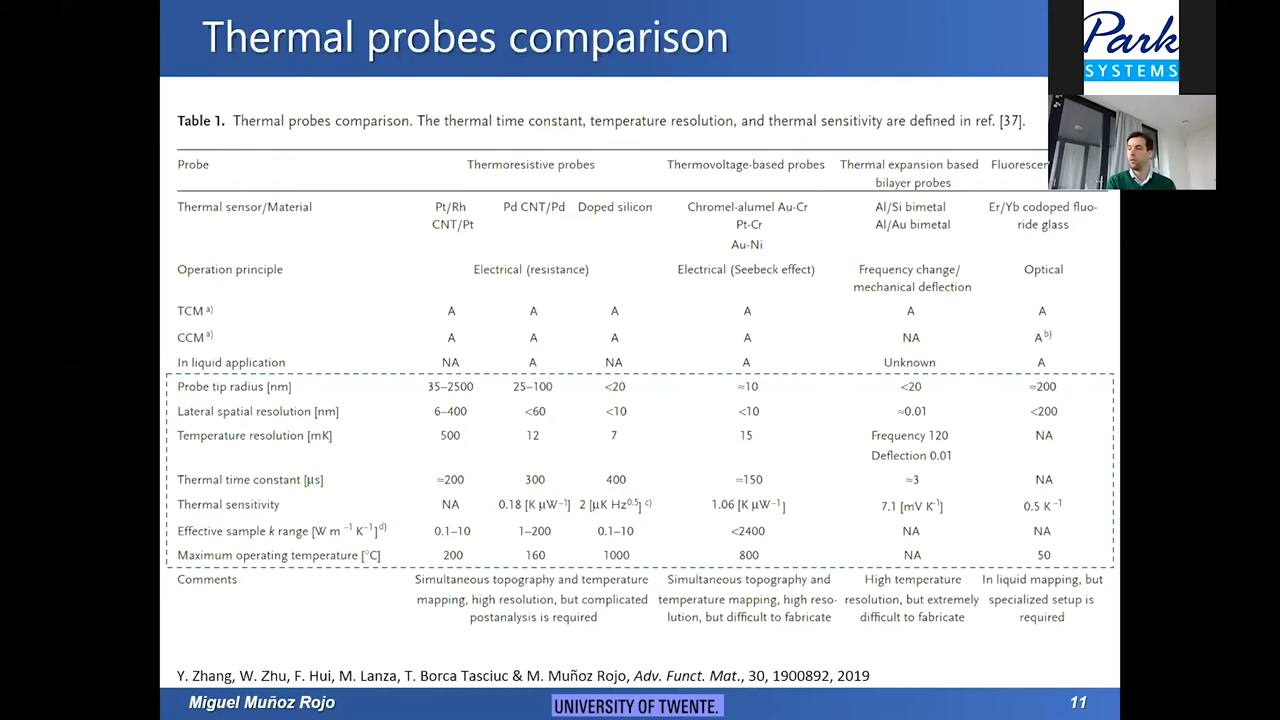 Thermal probes comparison
Park
SYSTEMS
Table 1. Thermal probes comparison. The thermal time constant, temperature resolution, and thermal sensitivity are defined in ref. [37].
Probe Thermoresistive probes Thermovoltage-based probes Thermal expansion based Fluorescen
bilayer probes
Thermal sensor/Material Pt/Rh Pd CNT/Pd Doped silicon Chromel-alumel Au-Cr Al/Si bimetal Er/Yb codoped fluo-
CNT/Pt Pt-Cr Al/Au bimetal ride glass
Au-Ni
Operation principle Electrical (resistance) Electrical (Seebeck effect) Frequency change/ Optical
mechanical deflection
TCM a) A A A A A A
CCM a) A A A A NA A b)
In liquid application NA A NA A Unknown A
Probe tip radius [nm] 35–2500 25–100 <20 ≈10 <20 ≈200
Lateral spatial resolution [nm] 6–400 <60 <10 <10 ≈0.01 <200
Temperature resolution [mK] 500 12 7 15 Frequency 120 NA
Deflection 0.01
Thermal time constant [µs] ≈200 300 400 ≈150 ≈3 NA
Thermal sensitivity NA 0.18 [K µW⁻¹] 2 [µK Hz⁰·⁵] c) 1.06 [K µW⁻¹] 7.1 [mV K⁻¹] 0.5 K⁻¹
Effective sample k range [W m⁻¹ K⁻¹] d) 0.1–10 1–200 0.1–10 <2400 NA NA
Maximum operating temperature [°C] 200 160 1000 800 NA 50
Comments Simultaneous topography and temperature Simultaneous topography and High temperature In liquid mapping, but
mapping, high resolution, but complicated temperature mapping, high reso- resolution, but extremely specialized setup is
postanalysis is required lution, but difficult to fabricate difficult to fabricate required
Y. Zhang, W. Zhu, F. Hui, M. Lanza, T. Borca Tasciuc & M. Muñoz Rojo, Adv. Funct. Mat., 30, 1900892, 2019
Miguel Muñoz Rojo UNIVERSITY OF TWENTE. 11